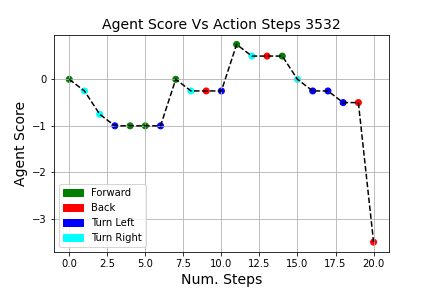 Agent Score Vs Action Steps 3532
Agent Score
0
−1
−2
−3
Forward
Back
Turn Left
Turn Right
0.0 2.5 5.0 7.5 10.0 12.5 15.0 17.5 20.0
Num. Steps